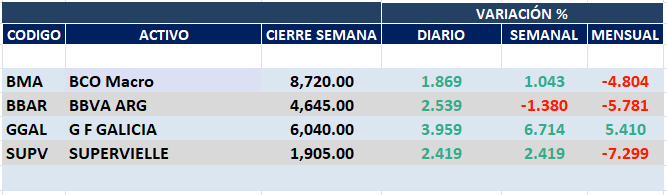 VARIACIÓN %
CODIGO ACTIVO CIERRE SEMANA DIARIO SEMANAL MENSUAL
BMA BCO Macro 8,720.00 1.869 1.043 -4.804
BBAR BBVA ARG 4,645.00 2.539 -1.380 -5.781
GGAL G F GALICIA 6,040.00 3.959 6.714 5.410
SUPV SUPERVIELLE 1,905.00 2.419 2.419 -7.299